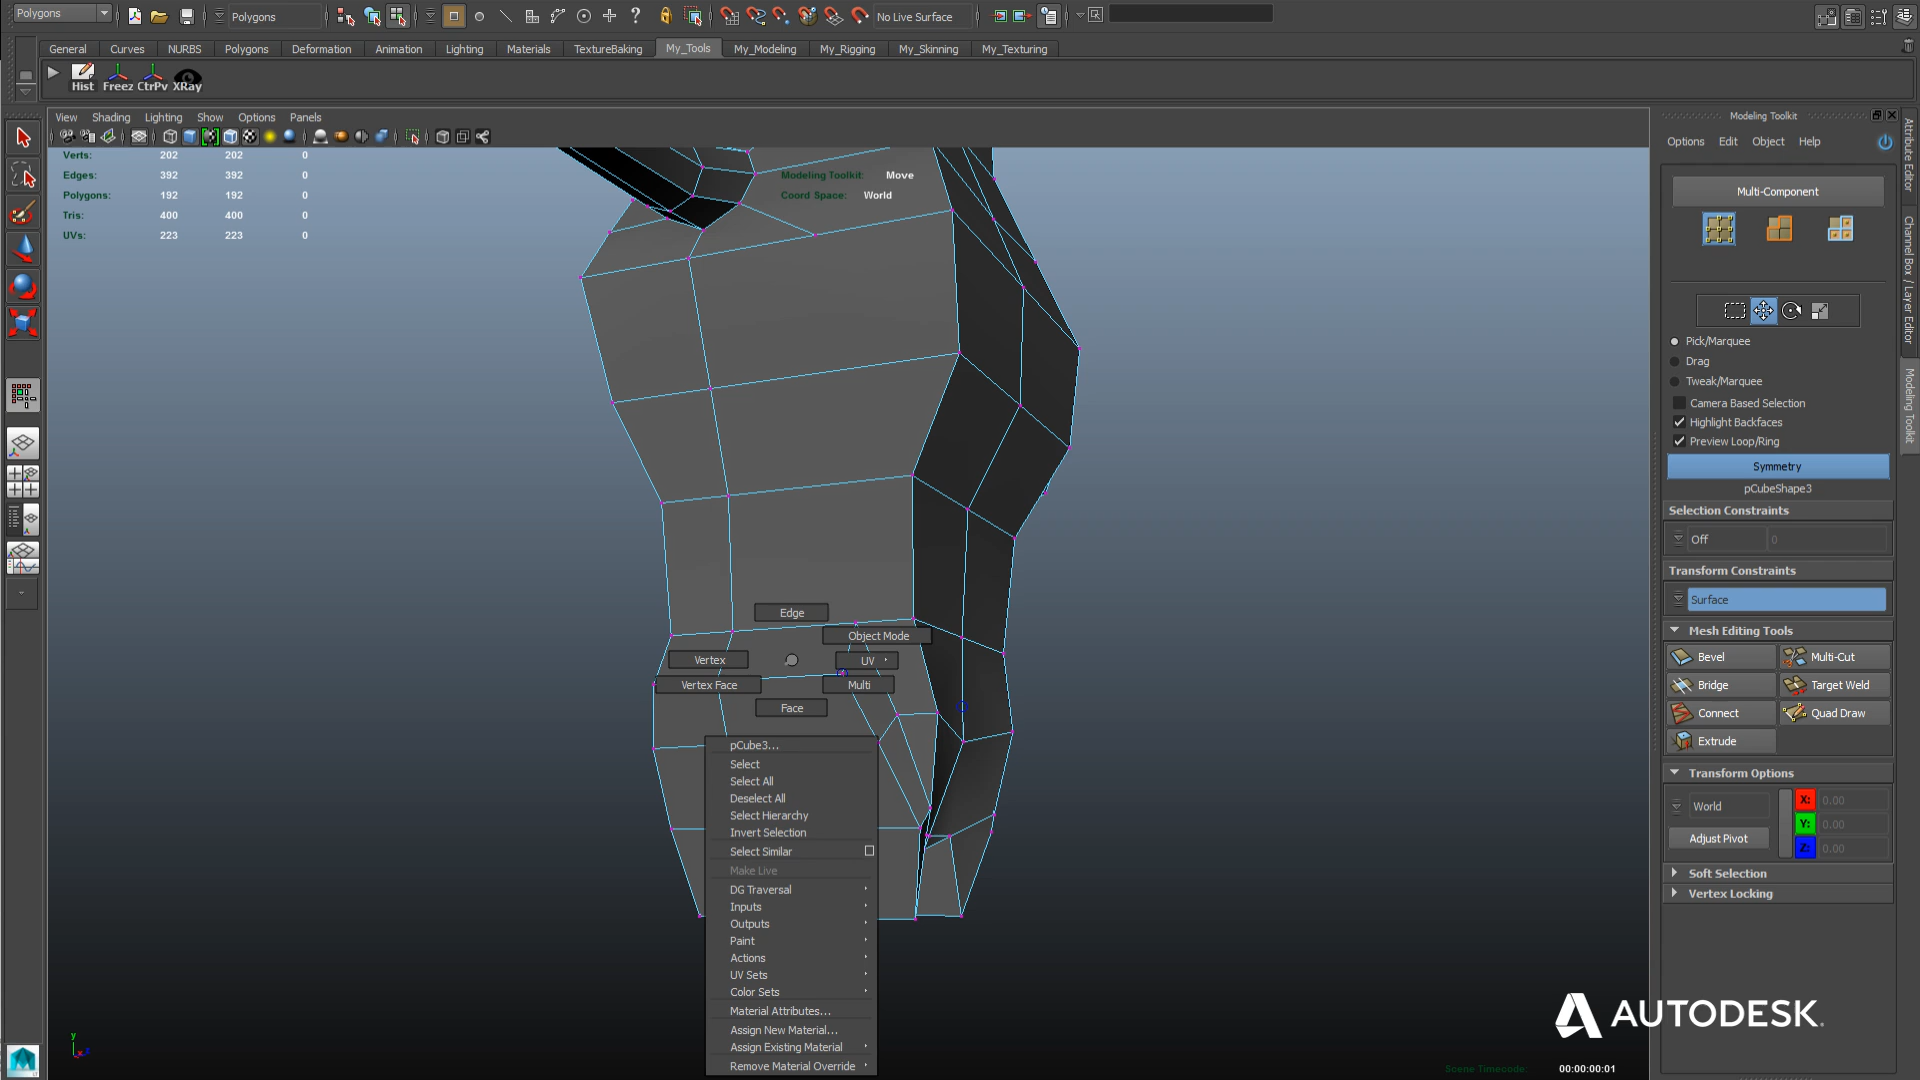 Polygons
Polygons
No Live Surface
General Curves NURBS Polygons Deformation Animation Lighting Materials TextureBaking My_Tools My_Modeling My_Rigging My_Skinning My_Texturing
Hist Freez CtrPv XRay
View Shading Lighting Show Options Panels
Verts: 202 202 0
Edges: 392 392 0
Polygons: 192 192 0
Tris: 400 400 0
UVs: 223 223 0
Modeling Toolkit: Move
Coord Space: World
Edge
Object Mode
Vertex
UV
Vertex Face
Multi
Face
pCube3...
Select
Select All
Deselect All
Select Hierarchy
Invert Selection
Select Similar
Make Live
DG Traversal
Inputs
Outputs
Paint
Actions
UV Sets
Color Sets
Material Attributes...
Assign New Material...
Assign Existing Material
Remove Material Override
y
x z
Scene Timecode: 00:00:00:01
AUTODESK.
Modeling Toolkit
Options Edit Object Help
Multi-Component
Pick/Marquee
Drag
Tweak/Marquee
Camera Based Selection
Highlight Backfaces
Preview Loop/Ring
Symmetry
pCubeShape3
Selection Constraints
Off 0
Transform Constraints
Surface
Mesh Editing Tools
Bevel Multi-Cut
Bridge Target Weld
Connect Quad Draw
Extrude
Transform Options
World X: 0.00
Y: 0.00
Adjust Pivot
Z: 0.00
Soft Selection
Vertex Locking
Attribute Editor
Channel Box / Layer Editor
Modeling Toolkit